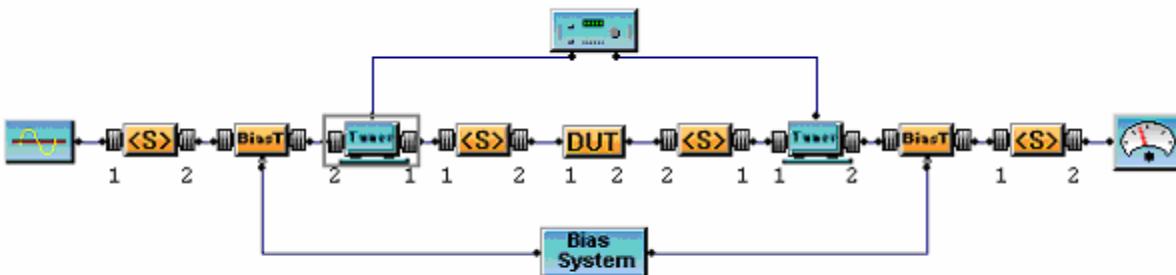 <S> BiasT Tuner <S> DUT <S> Tuner BiasT <S>
1 2 2 1 1 2 1 2 2 1 1 2 1 2
Bias
System